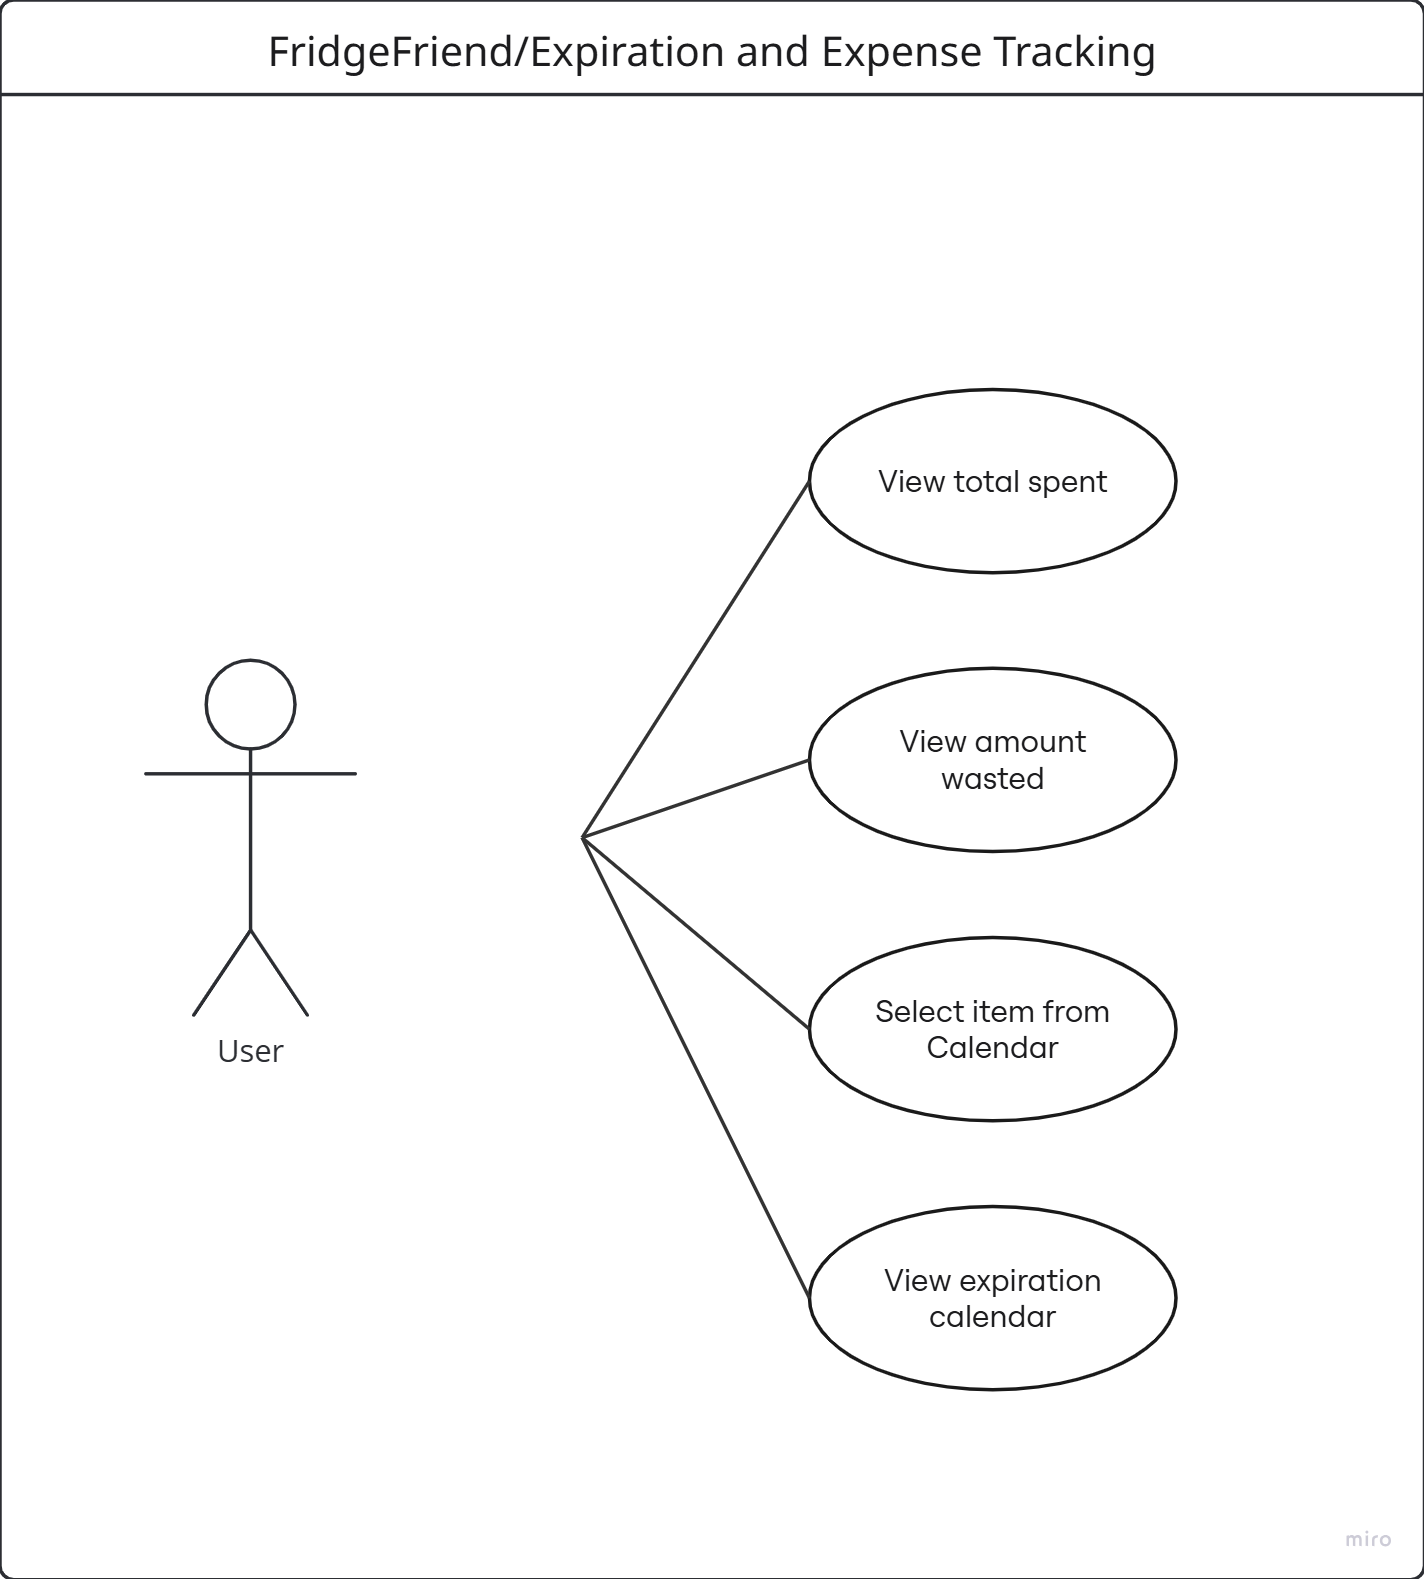 FridgeFriend/Expiration and Expense Tracking
View total spent
View amount
wasted
Select item from
Calendar
User
View expiration
calendar
miro